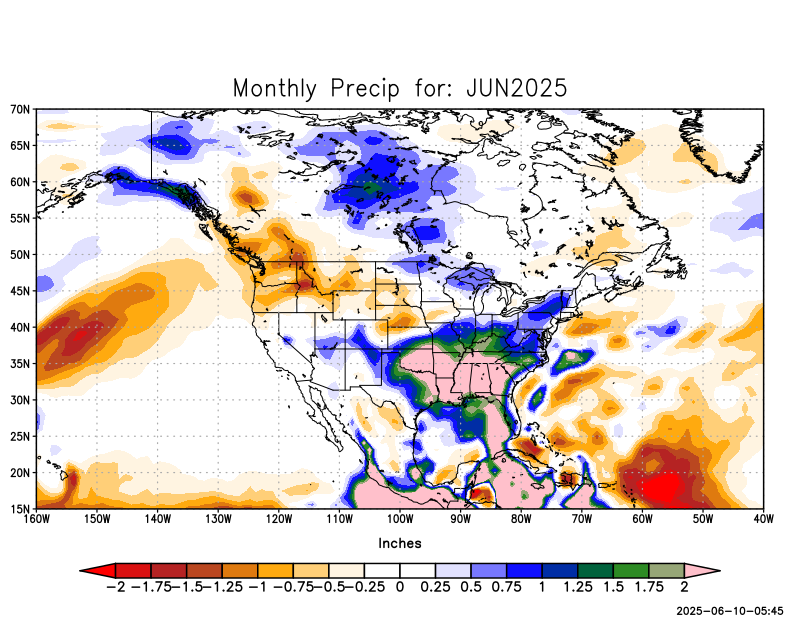 Monthly Precip for: JUN2025
70N
65N
60N
55N
50N
45N
40N
35N
30N
25N
20N
15N
160W 150W 140W 130W 120W 110W 100W 90W 80W 70W 60W 50W 40W
Inches
−2 −1.75 −1.5 −1.25 −1 −0.75 −0.5 −0.25 0 0.25 0.5 0.75 1 1.25 1.5 1.75 2
2025−06−10−05:45